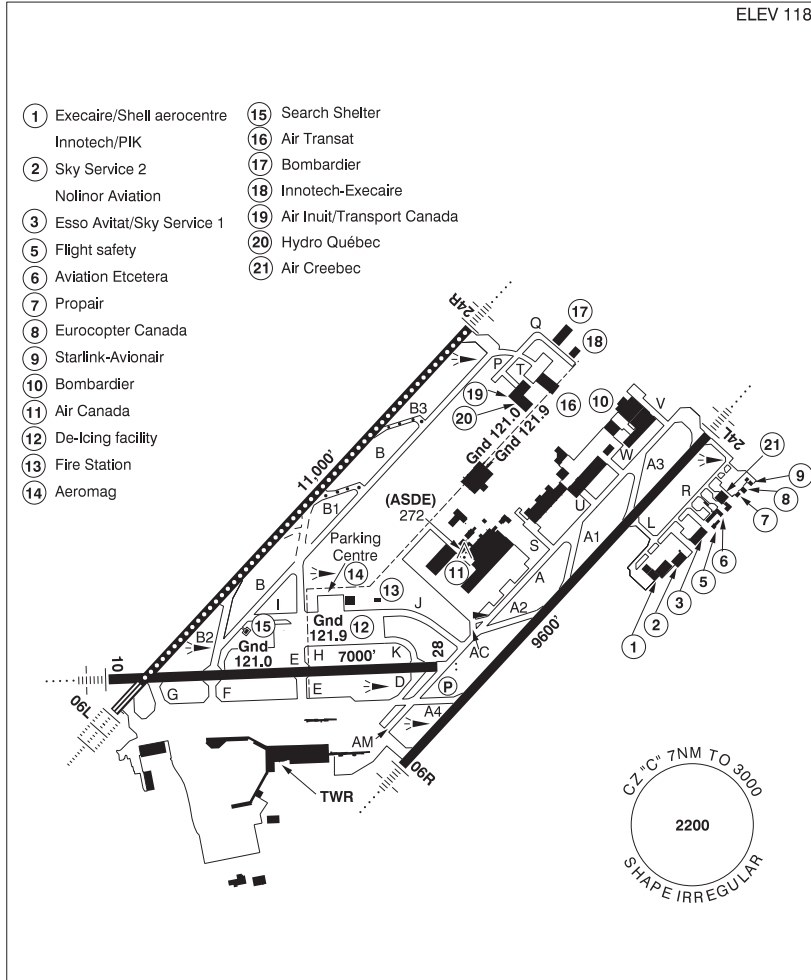 ELEV 118
1 Execaire/Shell aerocentre
Innotech/PIK
2 Sky Service 2
Nolinor Aviation
3 Esso Avitat/Sky Service 1
5 Flight safety
6 Aviation Etcetera
7 Propair
8 Eurocopter Canada
9 Starlink-Avionair
10 Bombardier
11 Air Canada
12 De-Icing facility
13 Fire Station
14 Aeromag
15 Search Shelter
16 Air Transat
17 Bombardier
18 Innotech-Execaire
19 Air Inuit/Transport Canada
20 Hydro Québec
21 Air Creebec
24R
Q
17
18
P
T
19
20
16
10
V
Gnd 121.0
Gnd 121.9
B3
B
11,000'
B1
W
A3
24L
21
9
8
7
6
5
3
2
1
R
L
U
A1
(ASDE)
272
11
S
Parking
Centre
14
13
A
A2
9600'
B
I
J
15
Gnd
121.0
Gnd
121.9
12
B2
10
E
H
7000'
K
28
AC
G
F
E
D
P
A4
06L
AM
06R
TWR
CZ "C" 7NM TO 3000
2200
SHAPE IRREGULAR